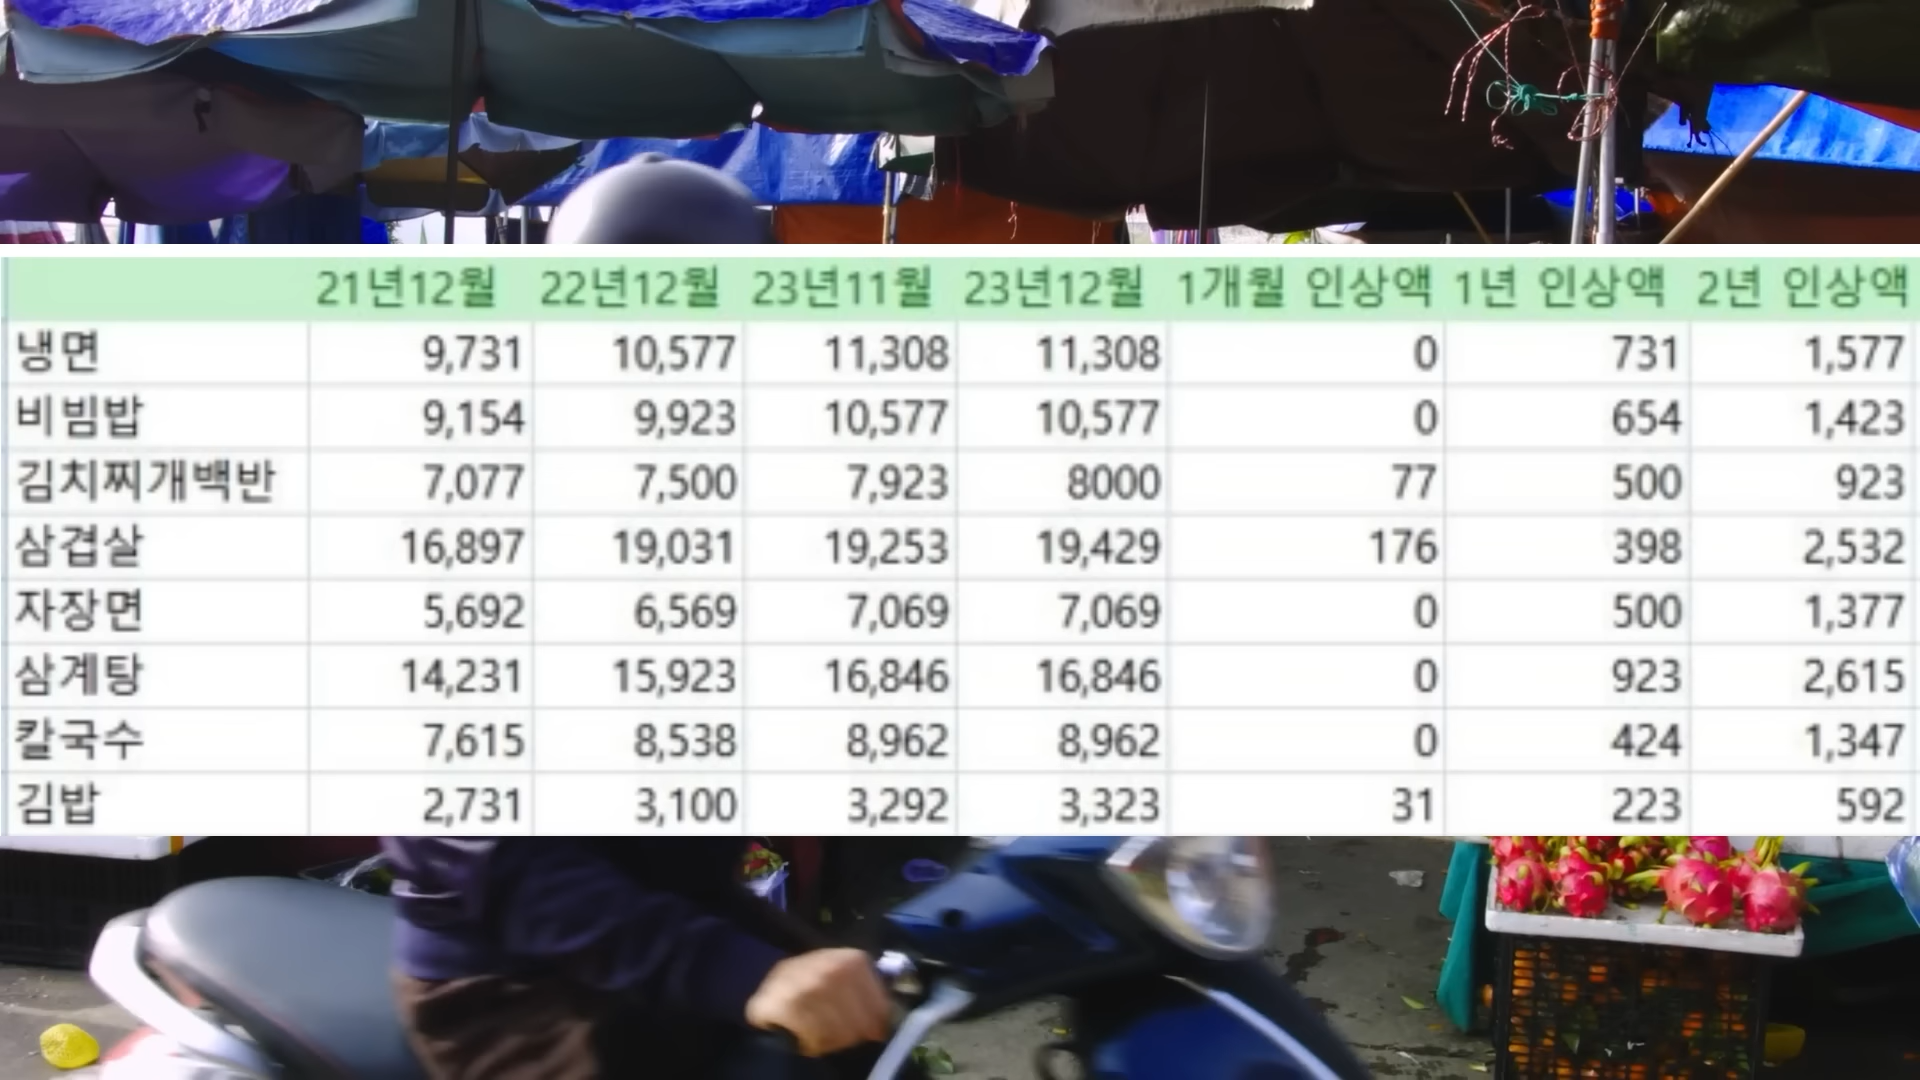 21년12월 22년12월 23년11월 23년12월 1개월 인상액 1년 인상액 2년 인상액
냉면 9,731 10,577 11,308 11,308 0 731 1,577
비빔밥 9,154 9,923 10,577 10,577 0 654 1,423
김치찌개백반 7,077 7,500 7,923 8000 77 500 923
삼겹살 16,897 19,031 19,253 19,429 176 398 2,532
자장면 5,692 6,569 7,069 7,069 0 500 1,377
삼계탕 14,231 15,923 16,846 16,846 0 923 2,615
칼국수 7,615 8,538 8,962 8,962 0 424 1,347
김밥 2,731 3,100 3,292 3,323 31 223 592